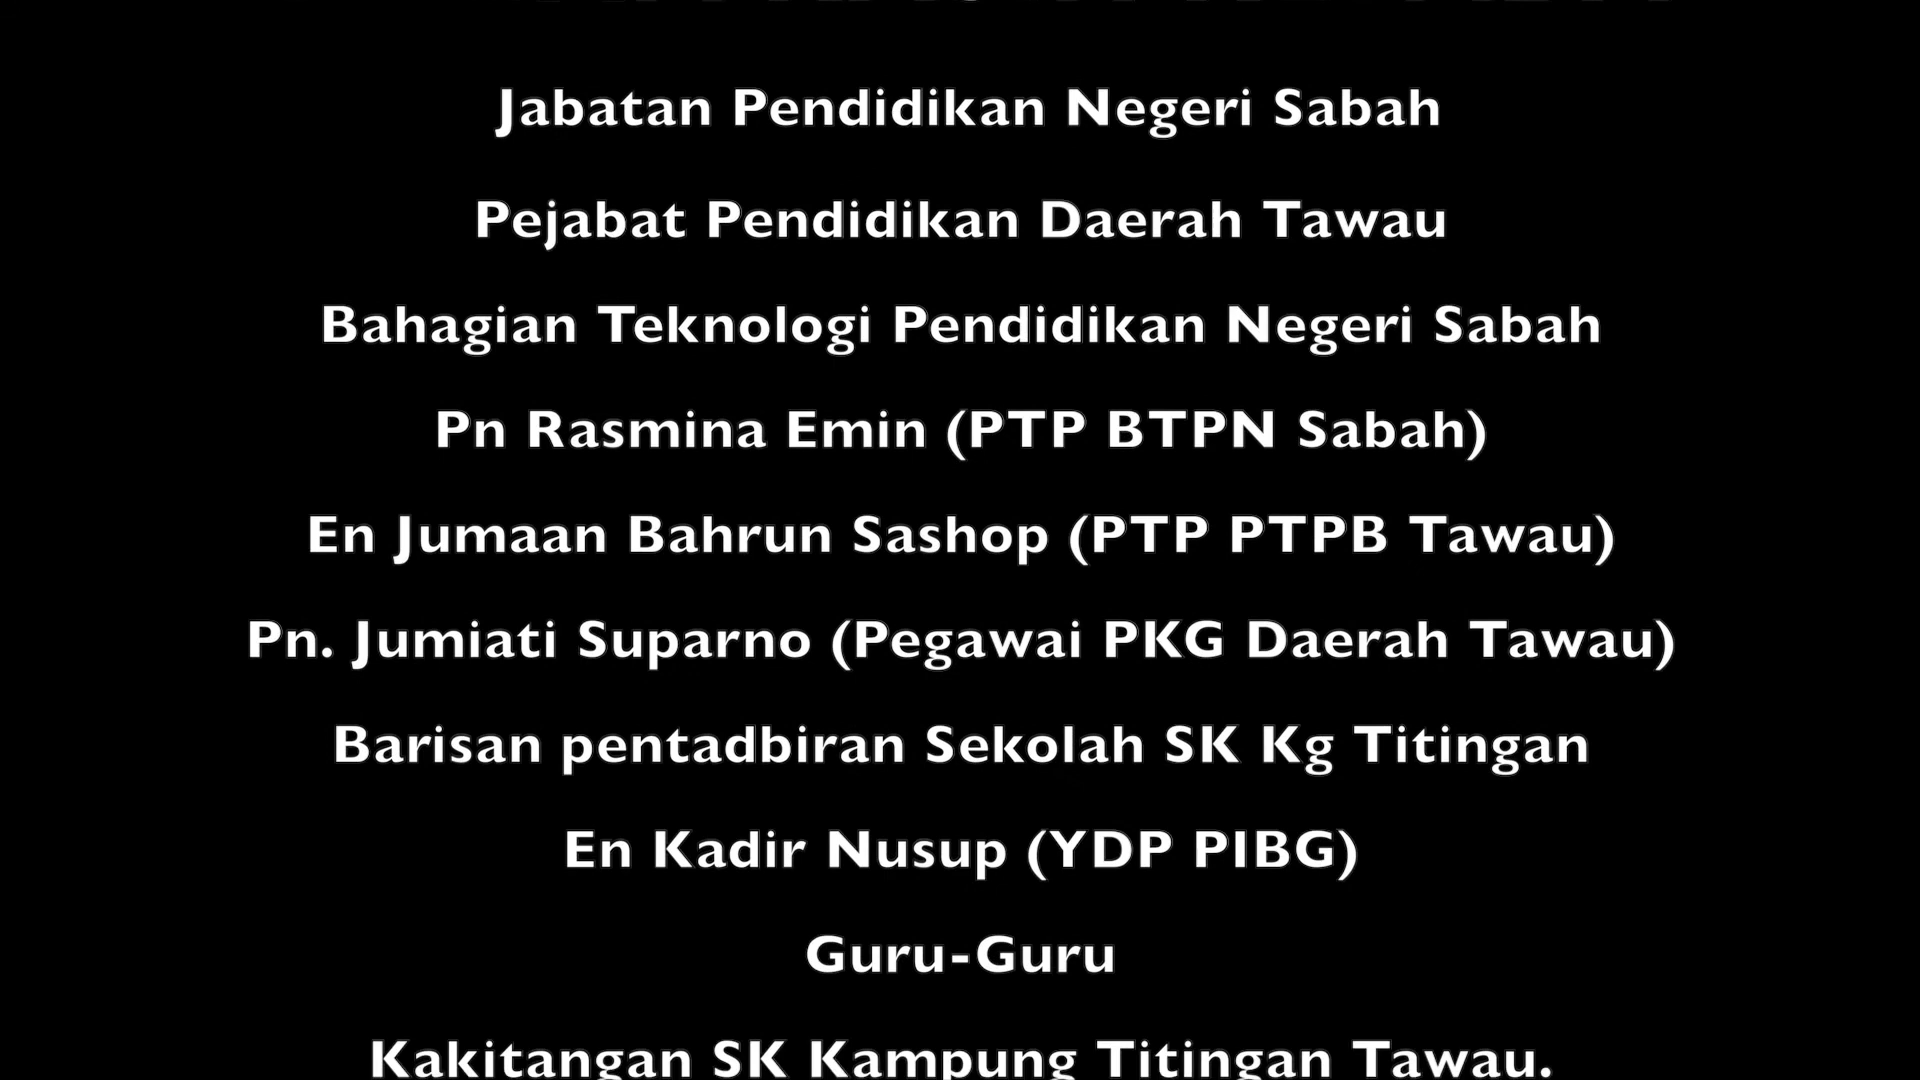 Jabatan Pendidikan Negeri Sabah
Pejabat Pendidikan Daerah Tawau
Bahagian Teknologi Pendidikan Negeri Sabah
Pn Rasmina Emin (PTP BTPN Sabah)
En Jumaan Bahrun Sashop (PTP PTPB Tawau)
Pn. Jumiati Suparno (Pegawai PKG Daerah Tawau)
Barisan pentadbiran Sekolah SK Kg Titingan
En Kadir Nusup (YDP PIBG)
Guru-Guru
Kakitangan SK Kampung Titingan Tawau.